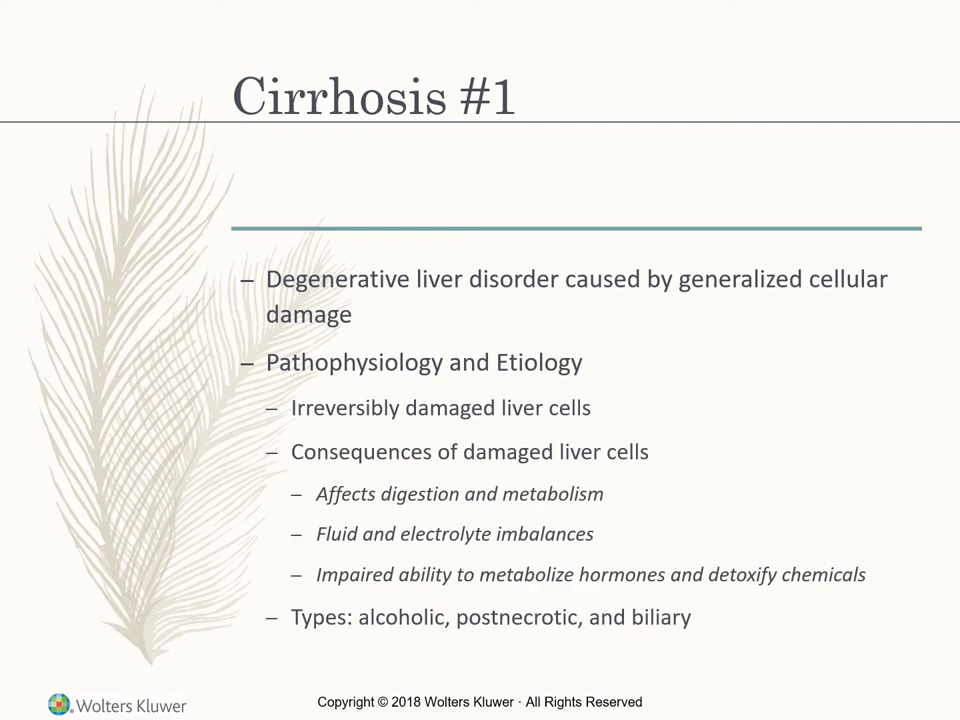 Cirrhosis #1
– Degenerative liver disorder caused by generalized cellular
damage
– Pathophysiology and Etiology
– Irreversibly damaged liver cells
– Consequences of damaged liver cells
– Affects digestion and metabolism
– Fluid and electrolyte imbalances
– Impaired ability to metabolize hormones and detoxify chemicals
– Types: alcoholic, postnecrotic, and biliary
Wolters Kluwer
Copyright © 2018 Wolters Kluwer · All Rights Reserved